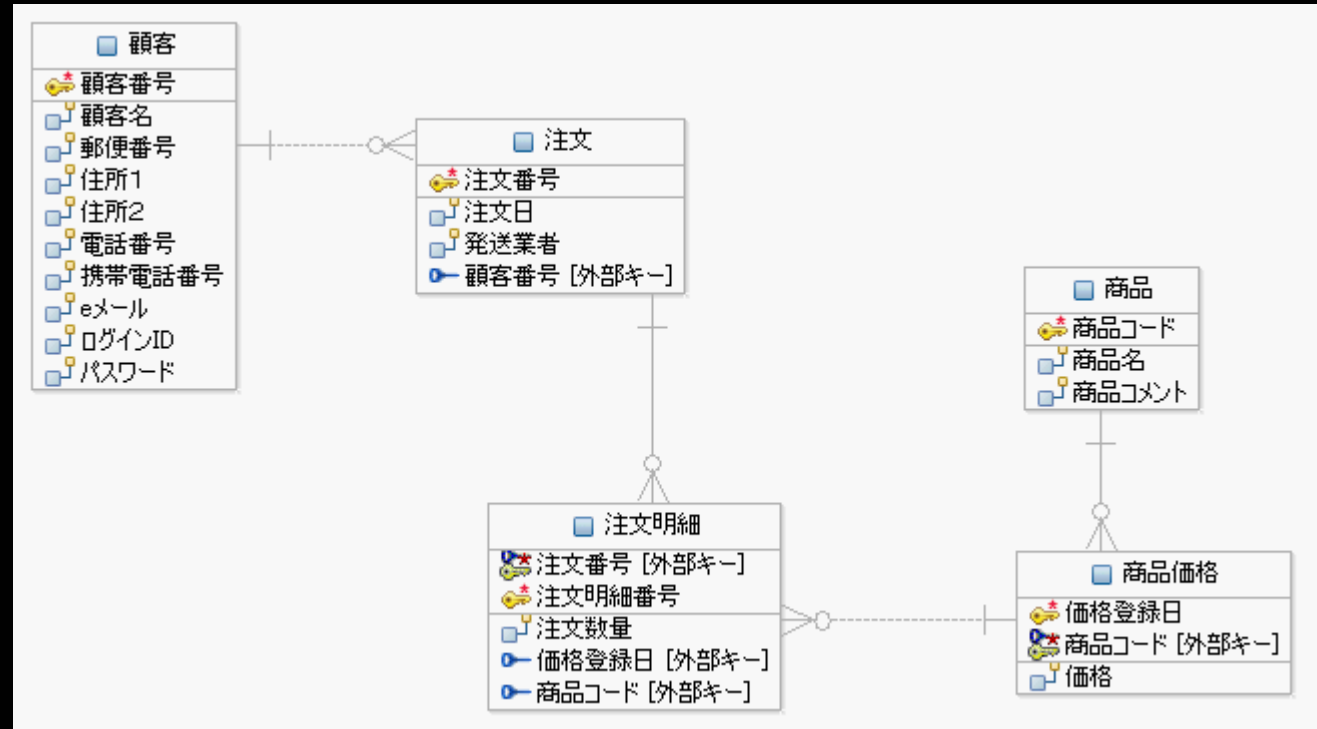 顧客
顧客番号
顧客名
郵便番号
住所1
住所2
電話番号
携帯電話番号
eメール
ログインID
パスワード
注文
注文番号
注文日
発送業者
顧客番号 [外部キー]
商品
商品コード
商品名
商品コメント
注文明細
注文番号 [外部キー]
注文明細番号
注文数量
価格登録日 [外部キー]
商品コード [外部キー]
商品価格
価格登録日
商品コード [外部キー]
価格